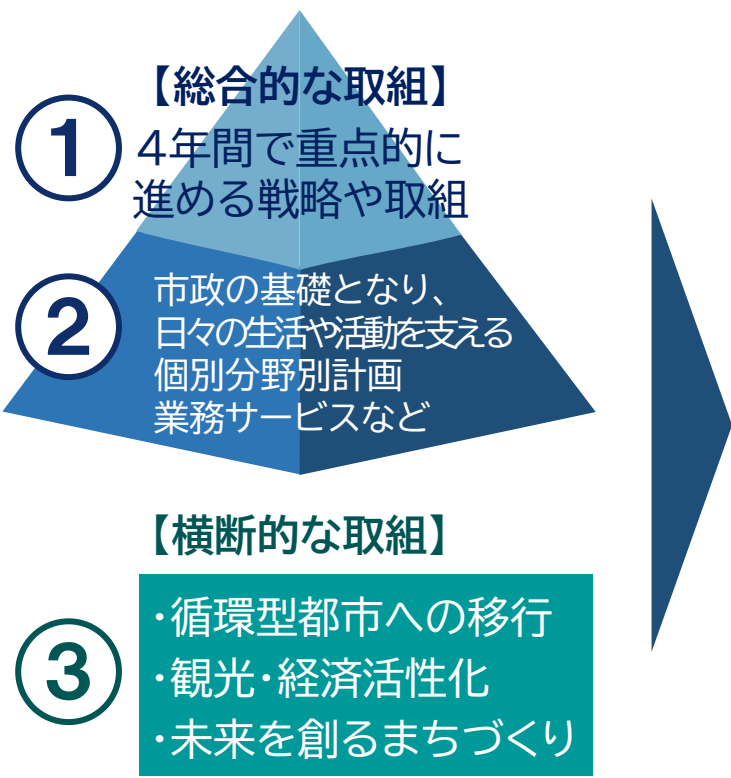 【総合的な取組】
①
4年間で重点的に
進める戦略や取組
②
市政の基礎となり、
日々の生活や活動を支える
個別分野別計画
業務サービスなど
【横断的な取組】
③
・循環型都市への移行
・観光・経済活性化
・未来を創るまちづくり